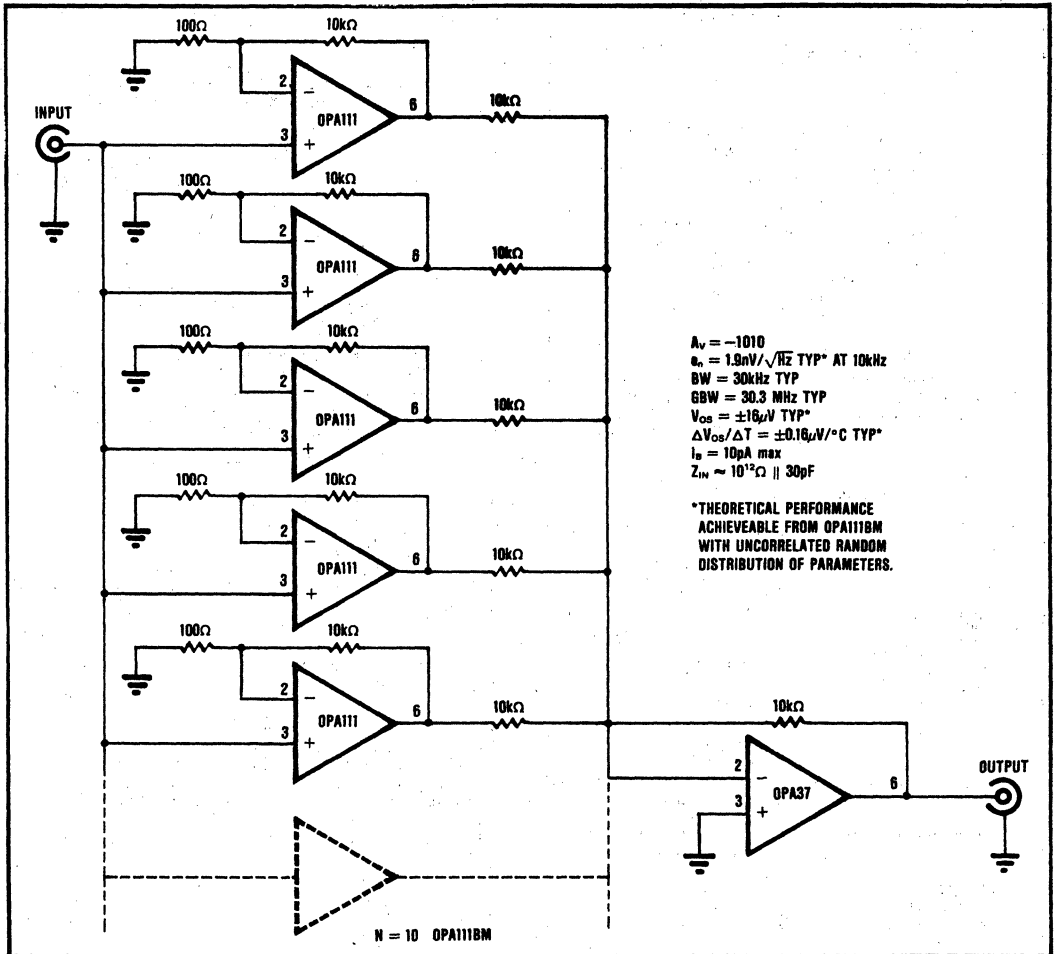 100Ω 10kΩ
2 −
OPA111
3 +
6
10kΩ
INPUT
100Ω 10kΩ
2 −
OPA111
3 +
6
10kΩ
100Ω 10kΩ
2 −
OPA111
3 +
6
10kΩ
100Ω 10kΩ
2 −
OPA111
3 +
6
10kΩ
100Ω 10kΩ
2 −
OPA111
3 +
6
10kΩ
10kΩ
2 −
OPA37
3 +
6
OUTPUT
Av = −1010
en = 1.9nV/√Hz TYP* AT 10kHz
BW = 30kHz TYP
GBW = 30.3 MHz TYP
Vos = ±16μV TYP*
ΔVos/ΔT = ±0.16μV/°C TYP*
IB = 10pA max
ZIN ≈ 10¹²Ω || 30pF
*THEORETICAL PERFORMANCE
ACHIEVEABLE FROM OPA111BM
WITH UNCORRELATED RANDOM
DISTRIBUTION OF PARAMETERS.
N = 10 OPA111BM